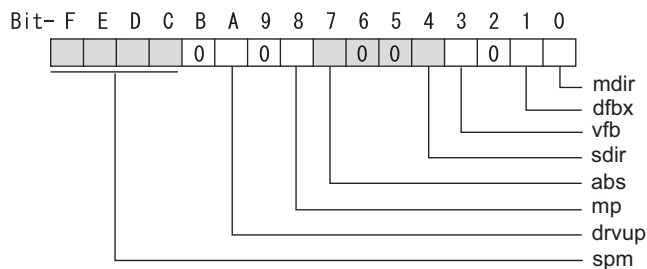 Bit- F E D C B A 9 8 7 6 5 4 3 2 1 0
0 0 0 0 0
mdir
dfbx
vfb
sdir
abs
mp
drvup
spm